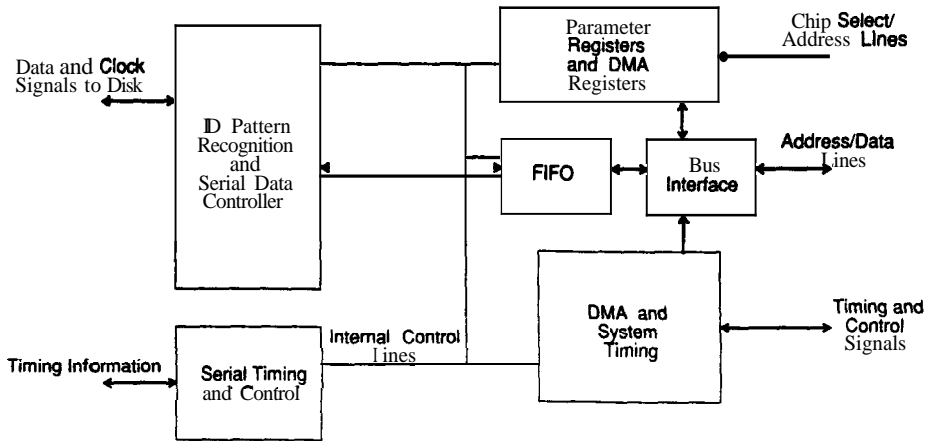 Parameter
Registers
and DMA
Registers
Chip Select/
Address Lines
Data and Clock
Signals to Disk
ID Pattern
Recognition
and
Serial Data
Controller
FIFO
Bus
Interface
Address/Data
Lines
DMA and
System
Timing
Timing and
Control
Signals
Internal Control
Lines
Timing Information
Serial Timing
and Control